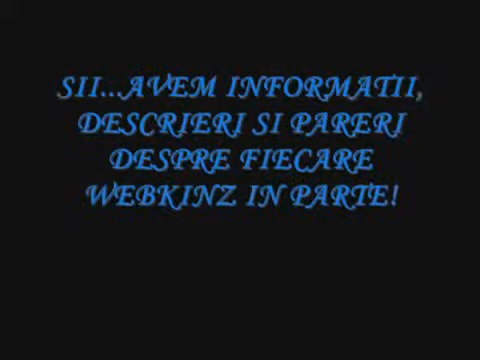 SII...AVEM INFORMATII,
DESCRIERI SI PARERI
DESPRE FIECARE
WEBKINZ IN PARTE!